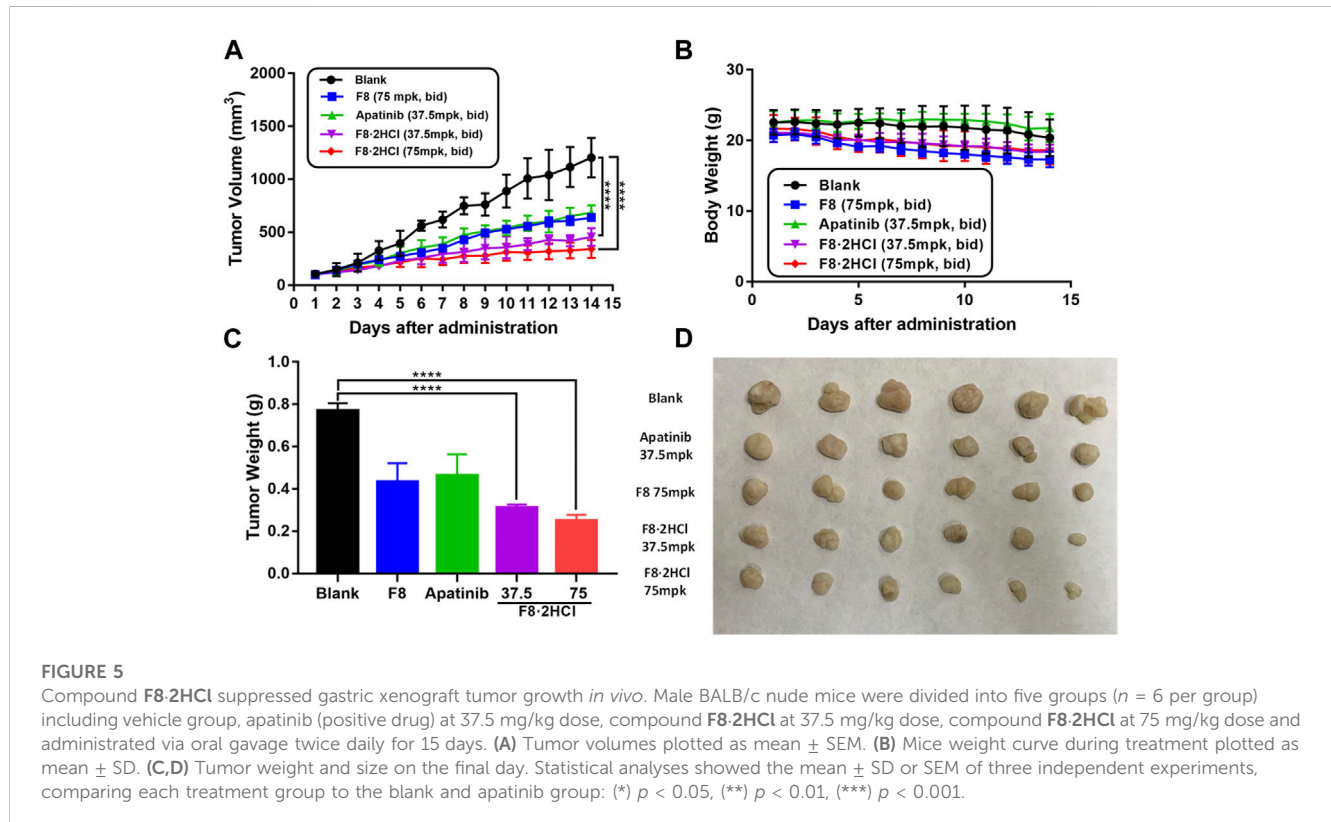 A
2000
1500
1000
500
0
Tumor Volume (mm³)
Blank
F8 (75 mpk, bid)
Apatinib (37.5mpk, bid)
F8·2HCl (37.5mpk, bid)
F8·2HCl (75mpk, bid)
****
****
0 1 2 3 4 5 6 7 8 9 10 11 12 13 14 15
Days after administration
B
30
20
10
0
Body Weight (g)
Blank
F8 (75mpk, bid)
Apatinib (37.5mpk, bid)
F8·2HCl (37.5mpk, bid)
F8·2HCl (75mpk, bid)
0 5 10 15
Days after administration
C
1.0
0.8
0.6
0.4
0.2
0.0
Tumor Weight (g)
****
****
Blank F8 Apatinib 37.5 75
F8·2HCl
D
Blank
Apatinib
37.5mpk
F8 75mpk
F8·2HCl
37.5mpk
F8·2HCl
75mpk
FIGURE 5
Compound F8·2HCl suppressed gastric xenograft tumor growth in vivo. Male BALB/c nude mice were divided into five groups (n = 6 per group)
including vehicle group, apatinib (positive drug) at 37.5 mg/kg dose, compound F8·2HCl at 37.5 mg/kg dose, compound F8·2HCl at 75 mg/kg dose and
administrated via oral gavage twice daily for 15 days. (A) Tumor volumes plotted as mean ± SEM. (B) Mice weight curve during treatment plotted as
mean ± SD. (C,D) Tumor weight and size on the final day. Statistical analyses showed the mean ± SD or SEM of three independent experiments,
comparing each treatment group to the blank and apatinib group: (*) p < 0.05, (**) p < 0.01, (***) p < 0.001.